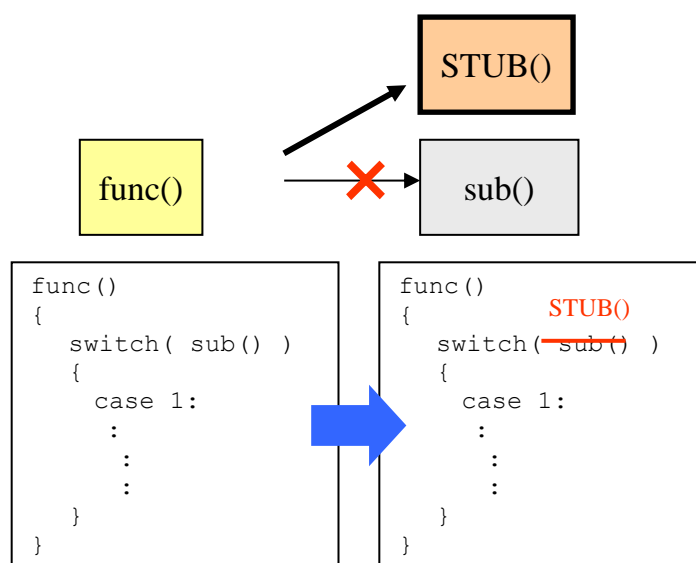 STUB()
func()
sub()
func()
{
switch( sub() )
{
case 1:
:
:
:
}
}
func()
{
STUB()
switch( sub() )
{
case 1:
:
:
:
}
}